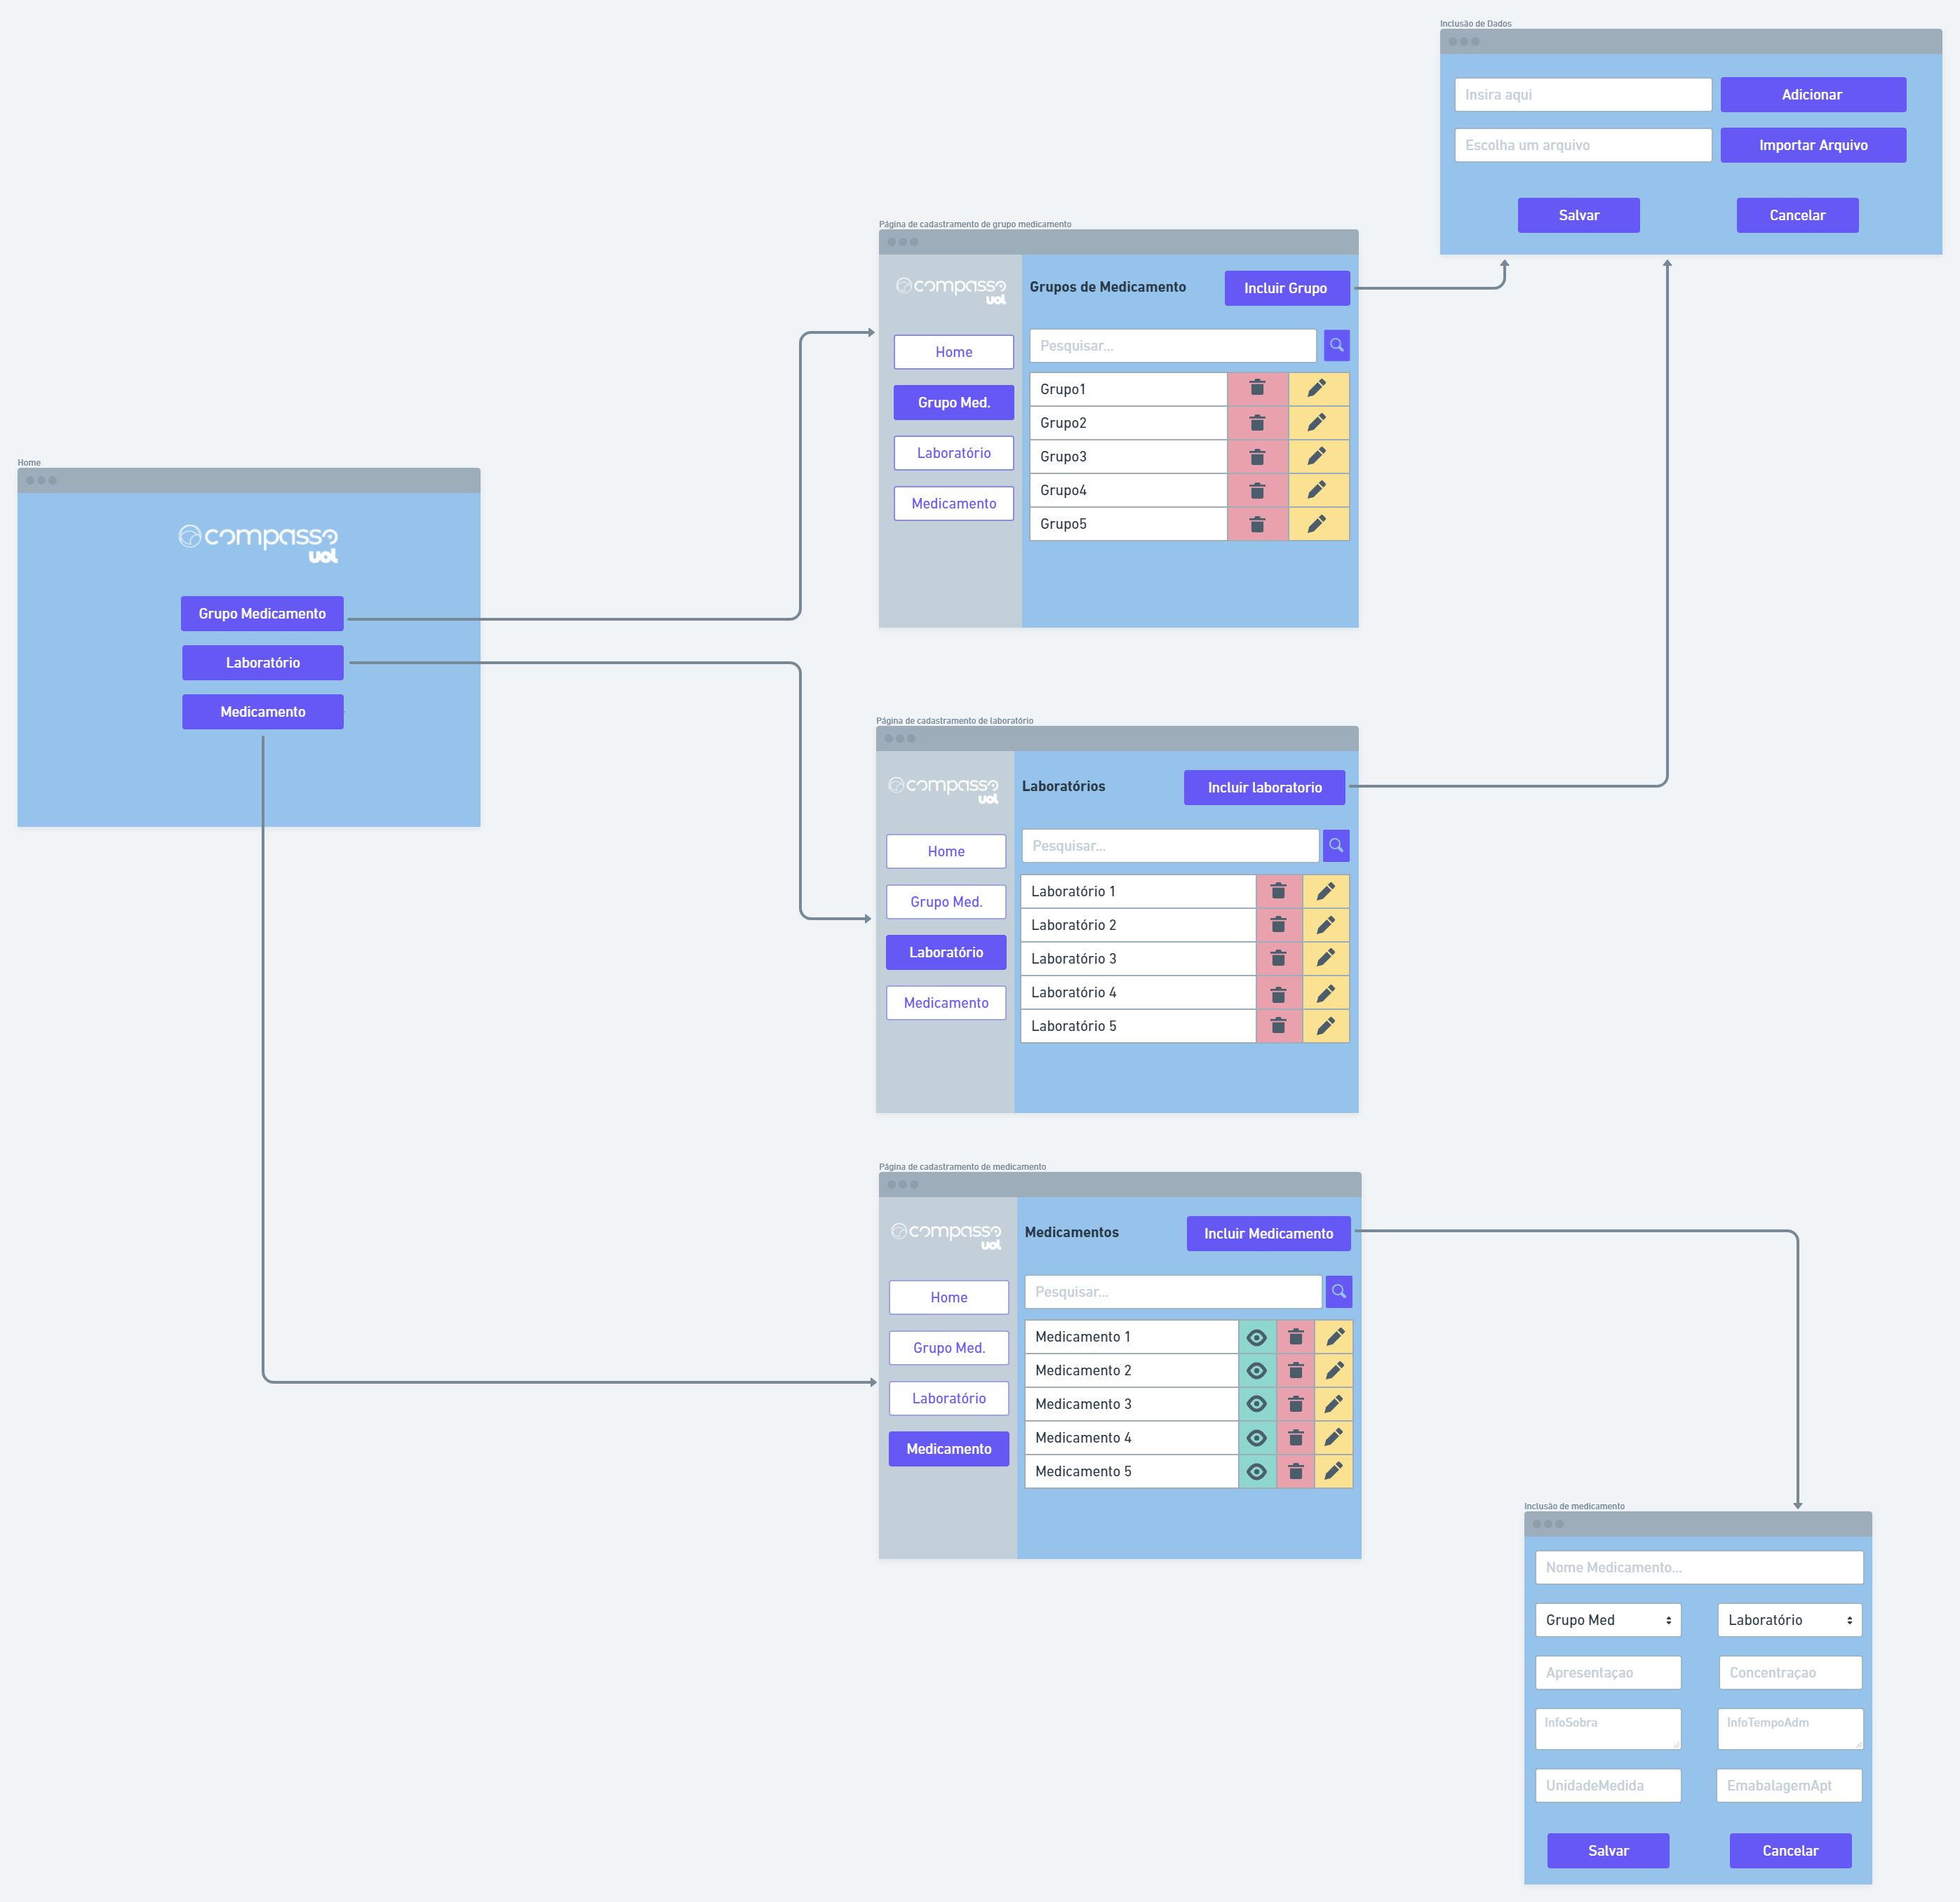 Inclusão de Dados
Insira aqui
Adicionar
Escolha um arquivo
Importar Arquivo
Salvar
Cancelar
Página de cadastramento de grupo medicamento
compasso
uol
Grupos de Medicamento
Incluir Grupo
Home
Grupo Med.
Laboratório
Medicamento
Pesquisar...
Grupo1
Grupo2
Grupo3
Grupo4
Grupo5
Home
compasso
uol
Grupo Medicamento
Laboratório
Medicamento
Página de cadastramento de laboratório
compasso
uol
Laboratórios
Incluir laboratorio
Home
Grupo Med.
Laboratório
Medicamento
Pesquisar...
Laboratório 1
Laboratório 2
Laboratório 3
Laboratório 4
Laboratório 5
Página de cadastramento de medicamento
compasso
uol
Medicamentos
Incluir Medicamento
Home
Grupo Med.
Laboratório
Medicamento
Pesquisar...
Medicamento 1
Medicamento 2
Medicamento 3
Medicamento 4
Medicamento 5
Inclusão de medicamento
Nome Medicamento...
Grupo Med
Laboratório
Apresentaçao
Concentraçao
InfoSobra
InfoTempoAdm
UnidadeMedida
EmabalagemApt
Salvar
Cancelar